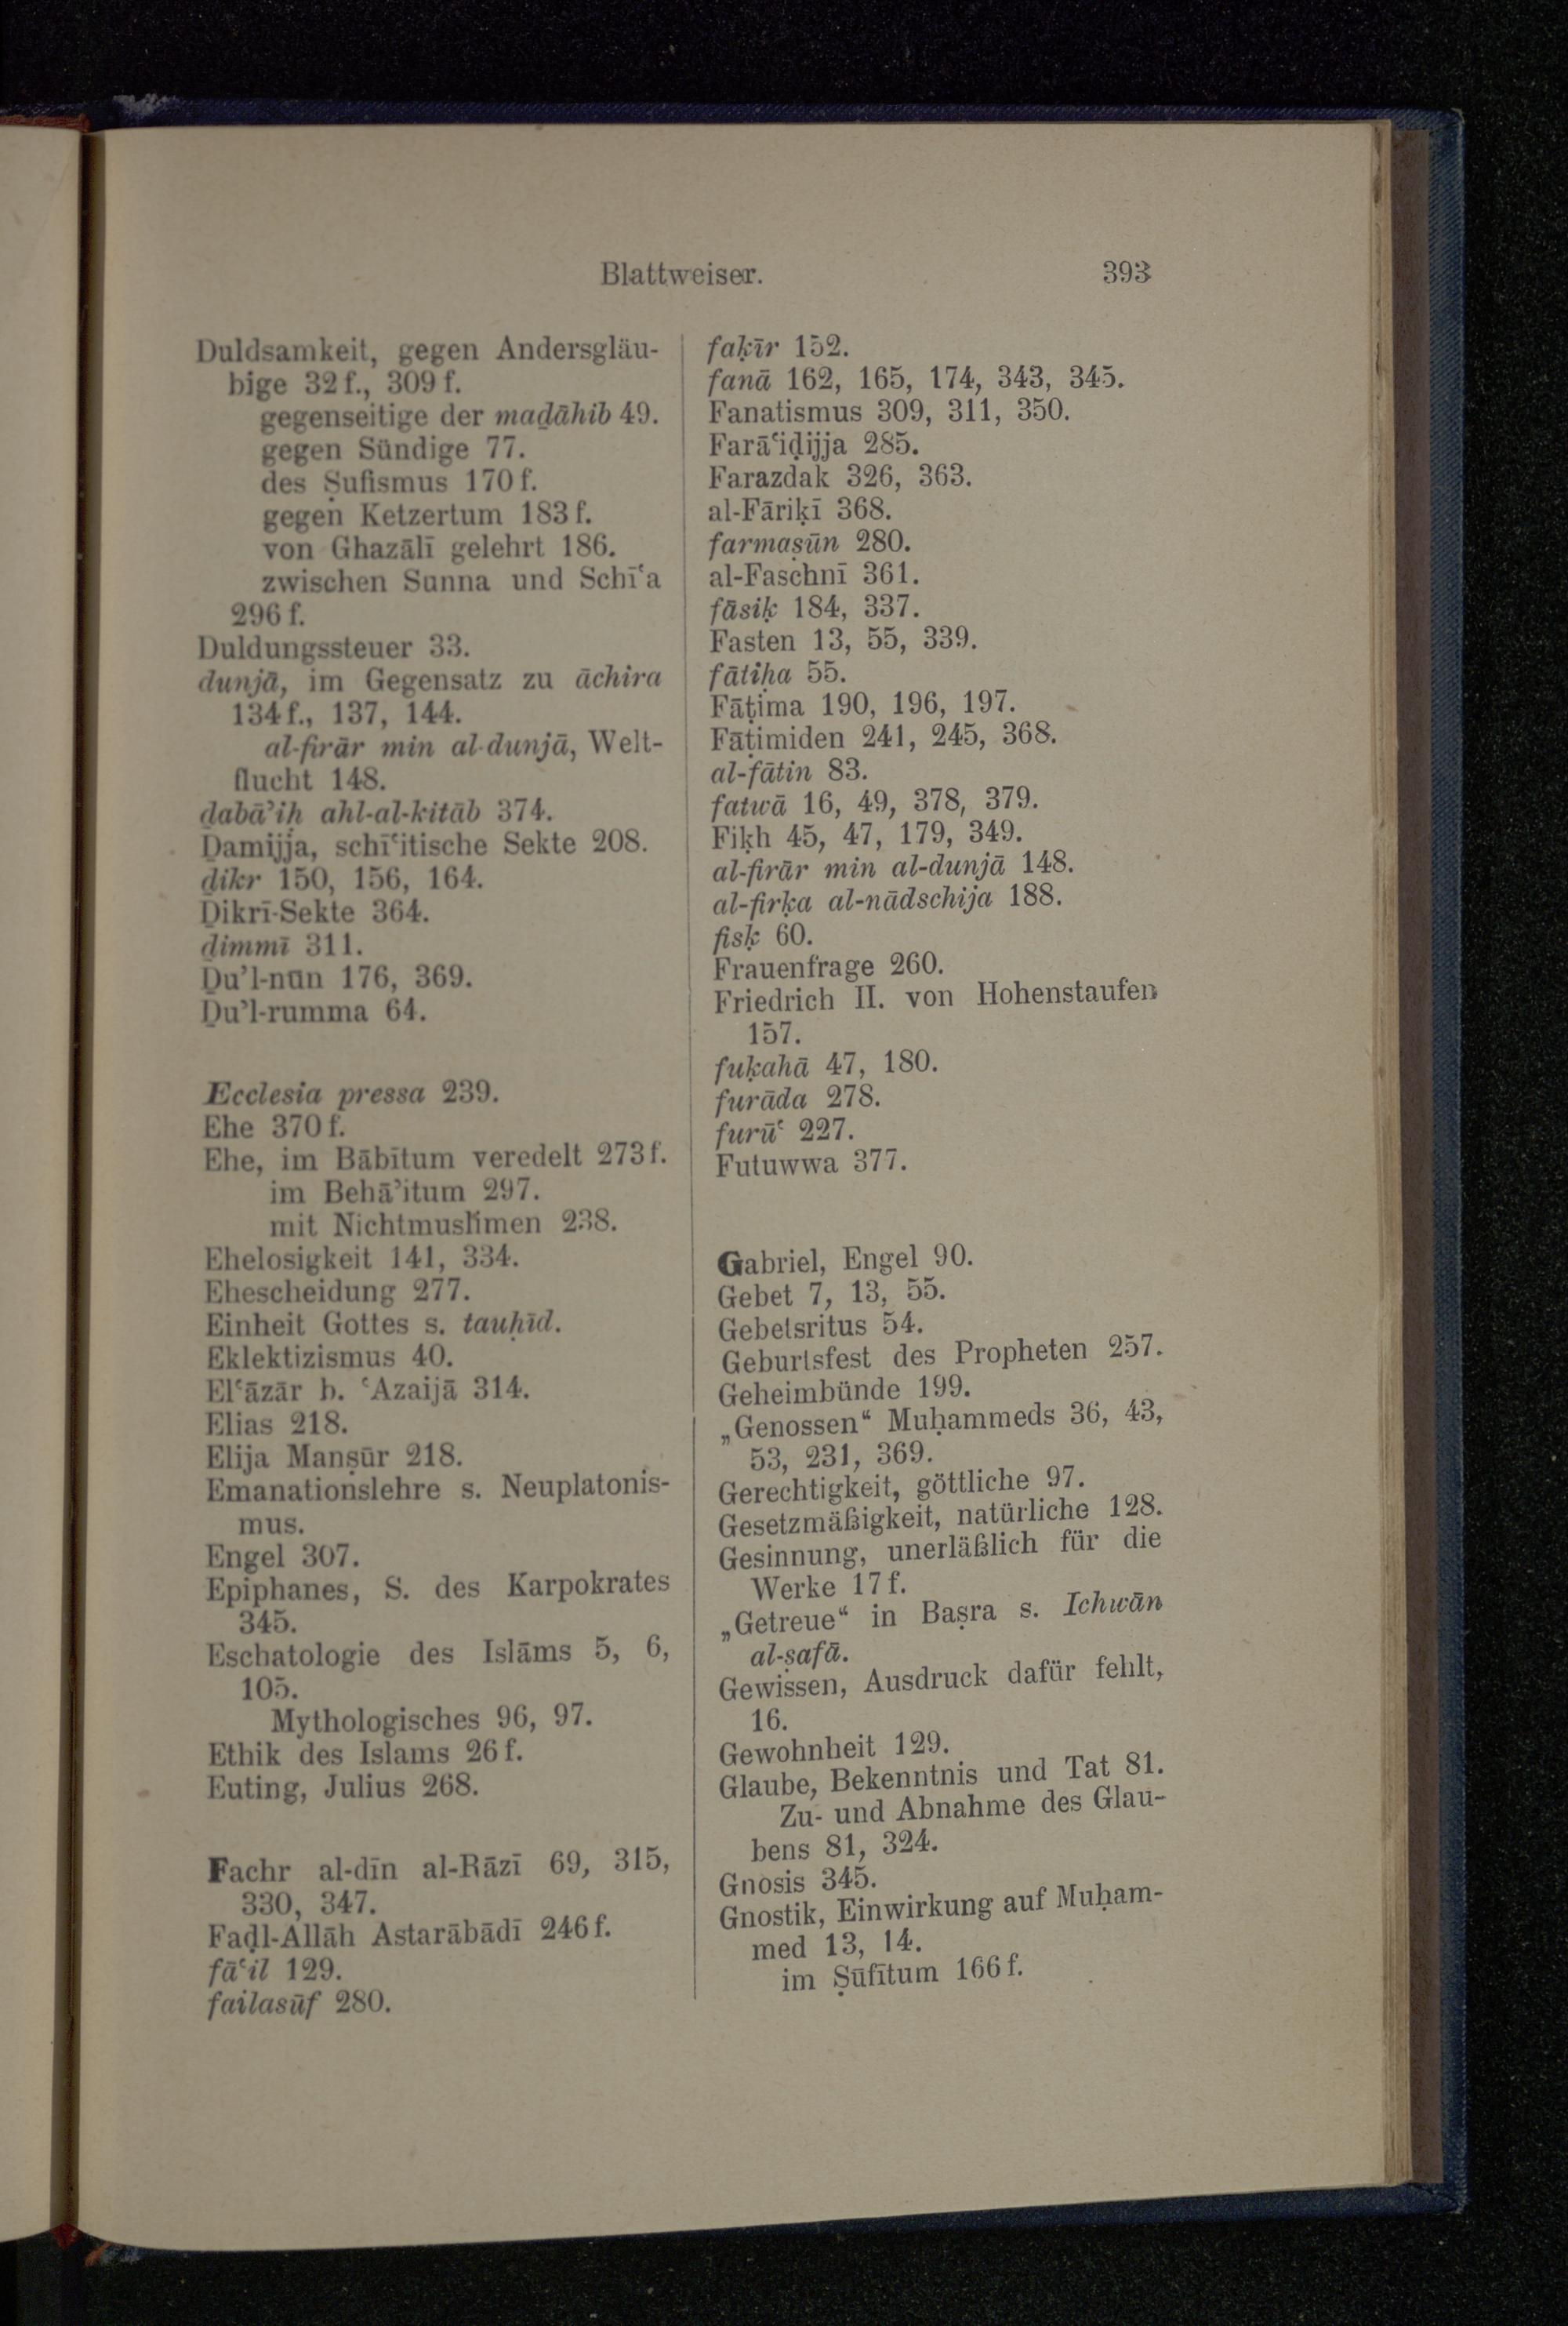 Blattweiser. 393
Duldsamkeit, gegen Andersgläu-
bige 32 f., 309 f.
gegenseitige der maḏāhib 49.
gegen Sündige 77.
des Ṣufismus 170 f.
gegen Ketzertum 183 f.
von Ghazālī gelehrt 186.
zwischen Sunna und Schīʿa
296 f.
Duldungssteuer 33.
dunjā, im Gegensatz zu āchira
134 f., 137, 144.
al-firār min al-dunjā, Welt-
flucht 148.
ḏabāʾiḥ ahl-al-kitāb 374.
Ḏamijja, schīʿitische Sekte 208.
ḏikr 150, 156, 164.
Ḏikrī-Sekte 364.
ḏimmī 311.
Ḏu’l-nūn 176, 369.
Ḏu’l-rumma 64.
Ecclesia pressa 239.
Ehe 370 f.
Ehe, im Bābītum veredelt 273 f.
im Behāʾitum 297.
mit Nichtmuslimen 238.
Ehelosigkeit 141, 334.
Ehescheidung 277.
Einheit Gottes s. tauḥīd.
Eklektizismus 40.
Elʿāzār b. ʿAzaijā 314.
Elias 218.
Elija Manṣūr 218.
Emanationslehre s. Neuplatonis-
mus.
Engel 307.
Epiphanes, S. des Karpokrates
345.
Eschatologie des Islāms 5, 6,
105.
Mythologisches 96, 97.
Ethik des Islams 26 f.
Euting, Julius 268.
Fachr al-dīn al-Rāzī 69, 315,
330, 347.
Faḍl-Allāh Astarābādī 246 f.
fāʿil 129.
failasūf 280.
faḳīr 152.
fanā 162, 165, 174, 343, 345.
Fanatismus 309, 311, 350.
Farāʿiḍijja 285.
Farazdak 326, 363.
al-Fāriḳī 368.
farmaṣūn 280.
al-Faschnī 361.
fāsiḳ 184, 337.
Fasten 13, 55, 339.
fātiḥa 55.
Fāṭima 190, 196, 197.
Fāṭimiden 241, 245, 368.
al-fātin 83.
fatwā 16, 49, 378, 379.
Fiḳh 45, 47, 179, 349.
al-firār min al-dunjā 148.
al-firḳa al-nādschija 188.
fisḳ 60.
Frauenfrage 260.
Friedrich II. von Hohenstaufen
157.
fuḳahā 47, 180.
furāda 278.
furūʿ 227.
Futuwwa 377.
Gabriel, Engel 90.
Gebet 7, 13, 55.
Gebetsritus 54.
Geburtsfest des Propheten 257.
Geheimbünde 199.
„Genossen“ Muḥammeds 36, 43,
53, 231, 369.
Gerechtigkeit, göttliche 97.
Gesetzmäßigkeit, natürliche 128.
Gesinnung, unerläßlich für die
Werke 17 f.
„Getreue“ in Baṣra s. Ichwān
al-ṣafā.
Gewissen, Ausdruck dafür fehlt,
16.
Gewohnheit 129.
Glaube, Bekenntnis und Tat 81.
Zu- und Abnahme des Glau-
bens 81, 324.
Gnosis 345.
Gnostik, Einwirkung auf Muḥam-
med 13, 14.
im Ṣūfītum 166 f.